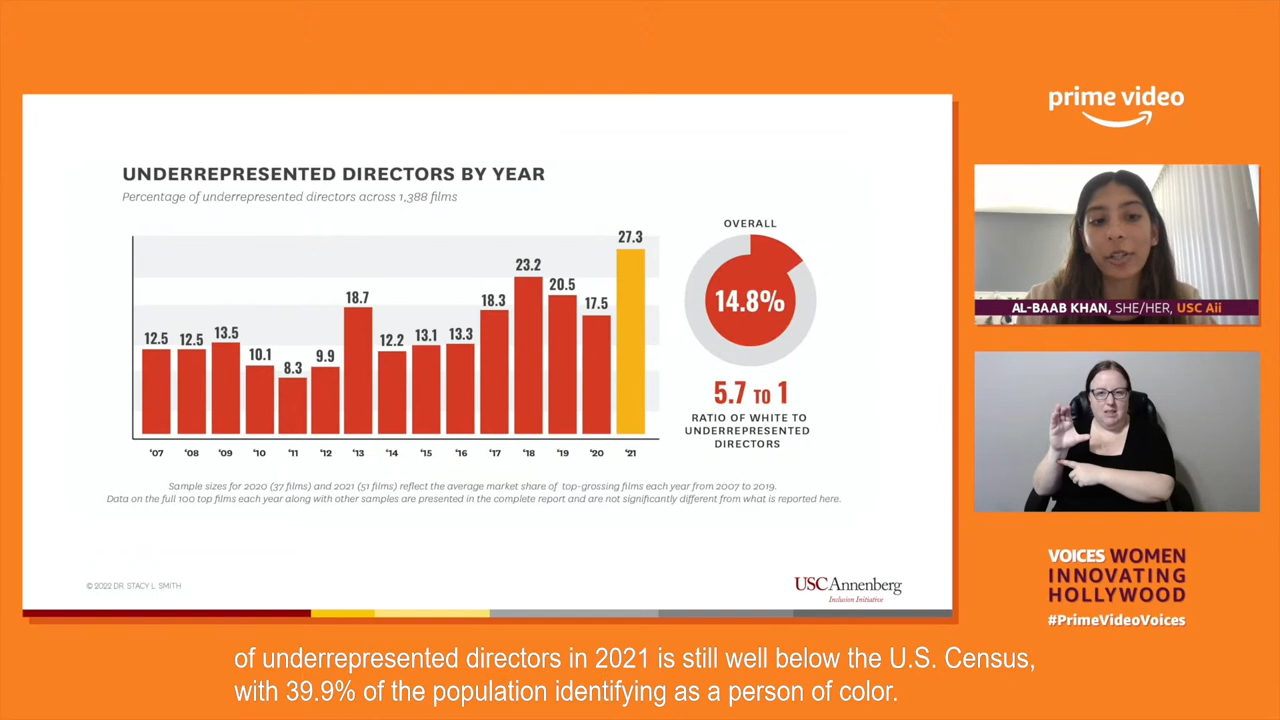 UNDERREPRESENTED DIRECTORS BY YEAR
Percentage of underrepresented directors across 1,388 films
12.5
12.5
13.5
10.1
8.3
9.9
18.7
12.2
13.1
13.3
18.3
23.2
20.5
17.5
27.3
'07 '08 '09 '10 '11 '12 '13 '14 '15 '16 '17 '18 '19 '20 '21
OVERALL
14.8%
5.7 TO 1
RATIO OF WHITE TO
UNDERREPRESENTED
DIRECTORS
Sample sizes for 2020 (37 films) and 2021 (51 films) reflect the average market share of top-grossing films each year from 2007 to 2019.
Data on the full 100 top films each year along with other samples are presented in the complete report and are not significantly different from what is reported here.
© 2022 DR. STACY L. SMITH
USC Annenberg
Inclusion Initiative
prime video
AL-BAAB KHAN, SHE/HER, USC Aii
VOICES WOMEN
INNOVATING
HOLLYWOOD
#PrimeVideoVoices
of underrepresented directors in 2021 is still well below the U.S. Census,
with 39.9% of the population identifying as a person of color.